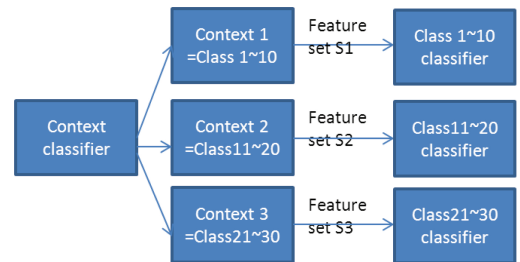 Context
classifier
Context 1
=Class 1~10
Feature
set S1
Class 1~10
classifier
Context 2
=Class11~20
Feature
set S2
Class11~20
classifier
Context 3
=Class21~30
Feature
set S3
Class21~30
classifier